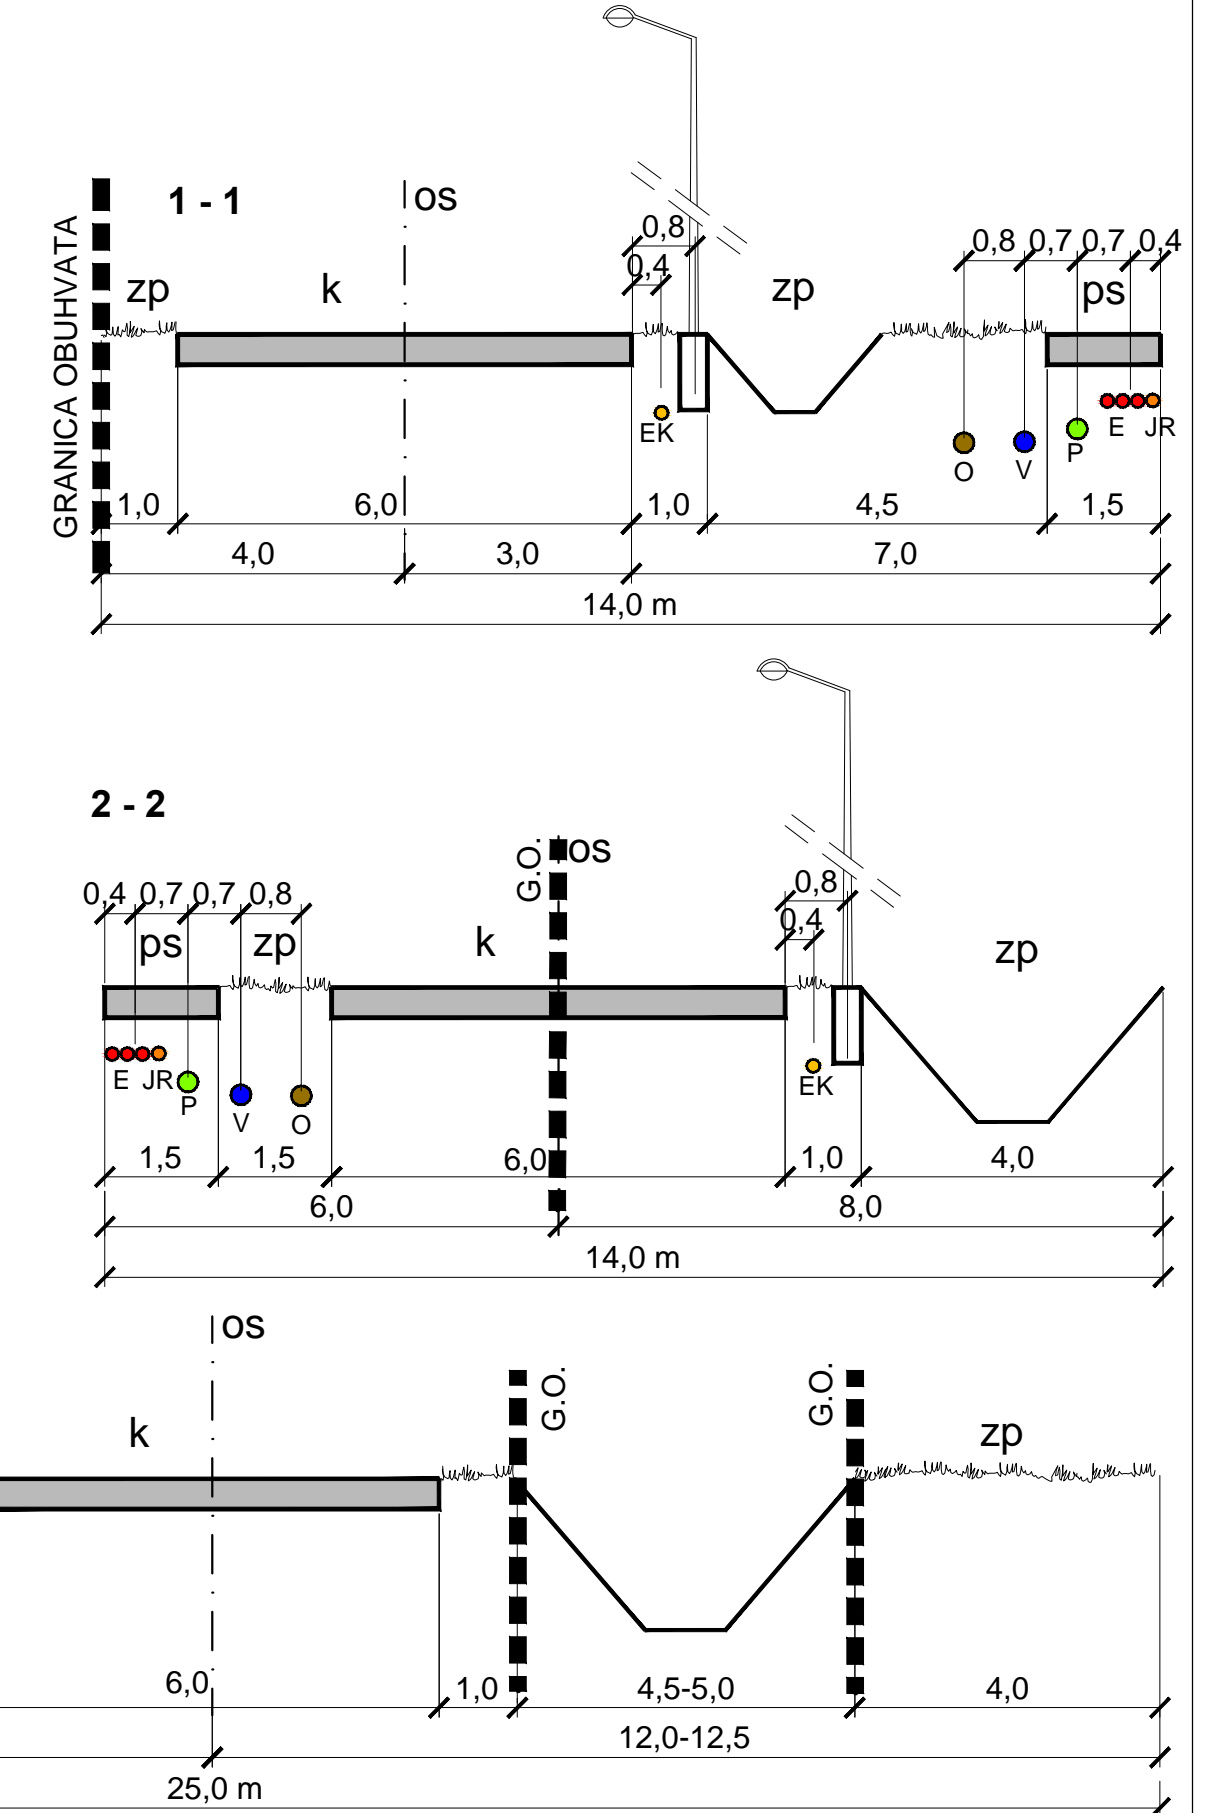 1 - 1
os
GRANICA OBUHVATA
zp
k
0,8
0,4
zp
0,8
0,7
0,7
0,4
ps
EK
O
V
P
E
JR
1,0
6,0
1,0
4,5
1,5
4,0
3,0
7,0
14,0 m
2 - 2
G.O.
os
0,4
0,7
0,7
0,8
ps
zp
k
0,8
0,4
zp
E
JR
P
V
O
EK
1,5
1,5
6,0
1,0
4,0
6,0
8,0
14,0 m
os
k
G.O.
G.O.
zp
6,0
1,0
4,5-5,0
4,0
12,0-12,5
25,0 m